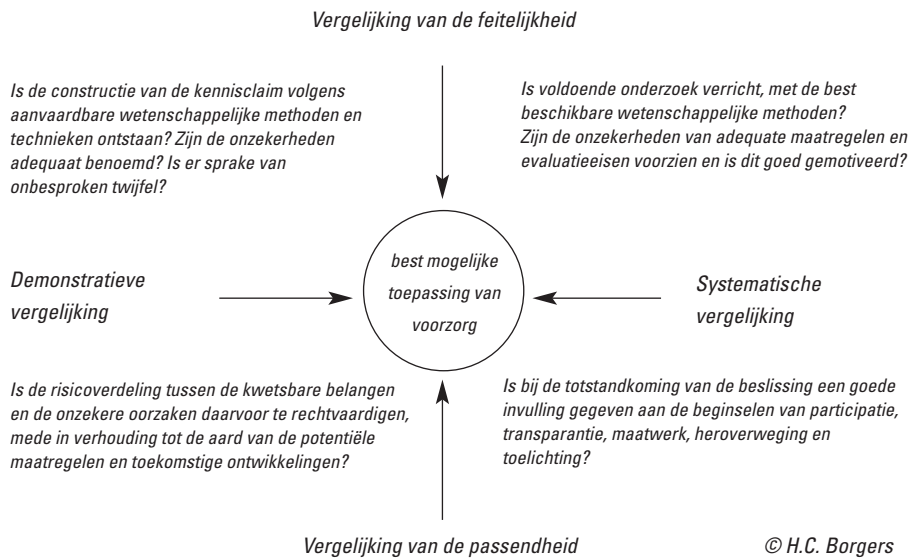 Vergelijking van de feitelijkheid
Is de constructie van de kennisclaim volgens
aanvaardbare wetenschappelijke methoden en
technieken ontstaan? Zijn de onzekerheden
adequaat benoemd? Is er sprake van
onbesproken twijfel?
Is voldoende onderzoek verricht, met de best
beschikbare wetenschappelijke methoden?
Zijn de onzekerheden van adequate maatregelen en
evaluatieeisen voorzien en is dit goed gemotiveerd?
Demonstratieve
vergelijking
best mogelijke
toepassing van
voorzorg
Systematische
vergelijking
Is de risicoverdeling tussen de kwetsbare belangen
en de onzekere oorzaken daarvoor te rechtvaardigen,
mede in verhouding tot de aard van de potentiële
maatregelen en toekomstige ontwikkelingen?
Is bij de totstandkoming van de beslissing een goede
invulling gegeven aan de beginselen van participatie,
transparantie, maatwerk, heroverweging en
toelichting?
Vergelijking van de passendheid
© H.C. Borgers